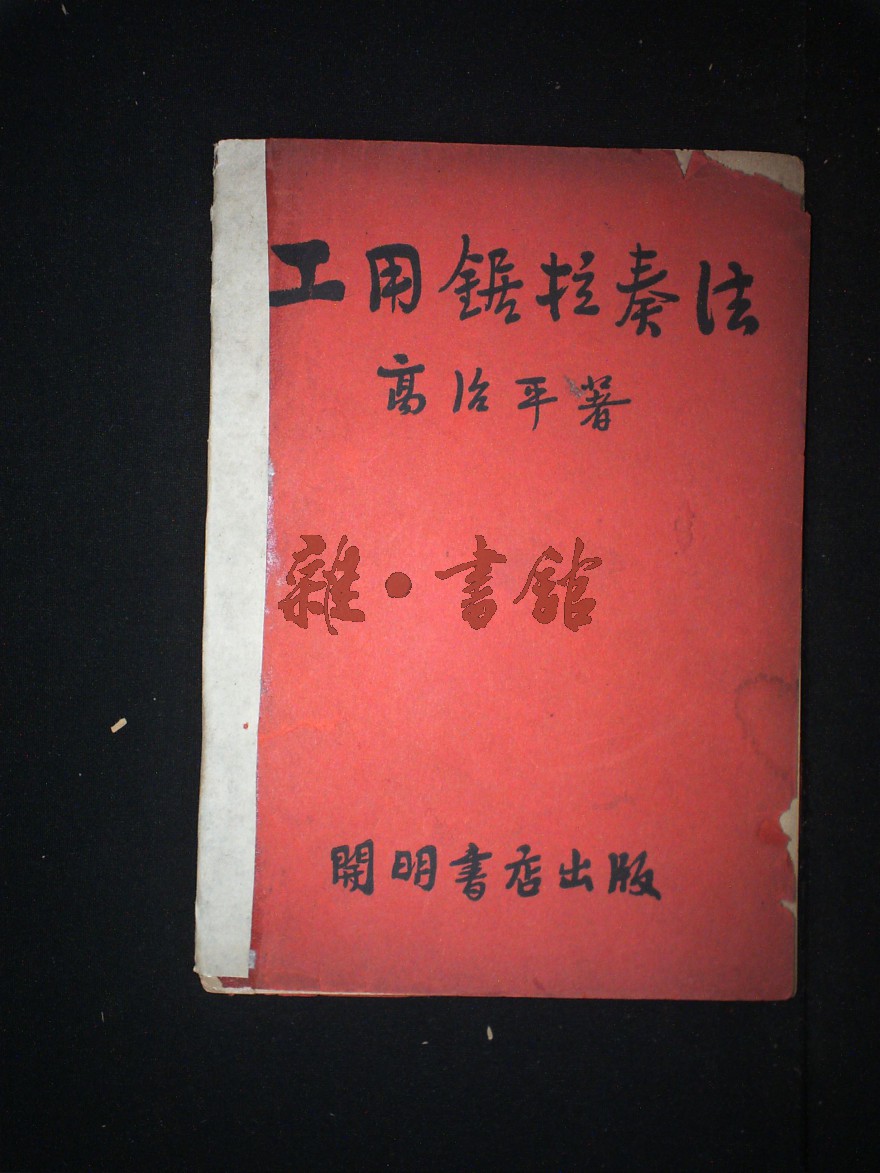 工用鋸拉奏法
高治平著
雜·書館
開明書店出版